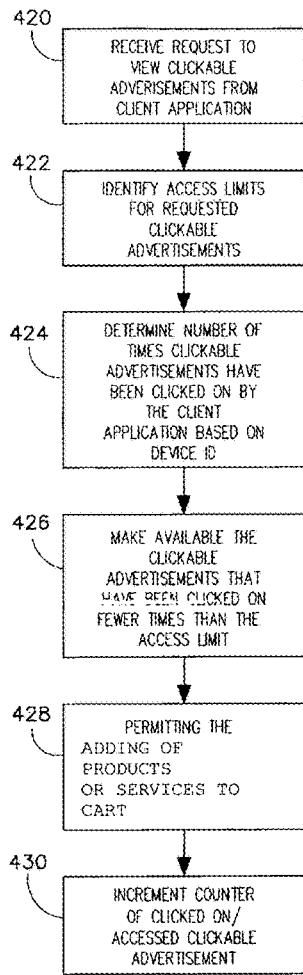 420
RECEIVE REQUEST TO
VIEW CLICKABLE
ADVERISEMENTS FROM
CLIENT APPLICATION
422
IDENTIFY ACCESS LIMITS
FOR REQUESTED
CLICKABLE
ADVERTISEMENTS
424
DETERMINE NUMBER OF
TIMES CLICKABLE
ADVERTISEMENTS HAVE
BEEN CLICKED ON BY
THE CLIENT
APPLICATION BASED ON
DEVICE ID
426
MAKE AVAILABLE THE
CLICKABLE
ADVERTISEMENTS THAT
HAVE BEEN CLICKED ON
FEWER TIMES THAN THE
ACCESS LIMIT
428
PERMITTING THE
ADDING OF
PRODUCTS
OR SERVICES TO
CART
430
INCREMENT COUNTER
OF CLICKED ON/
ACCESSED CLICKABLE
ADVERTISEMENT